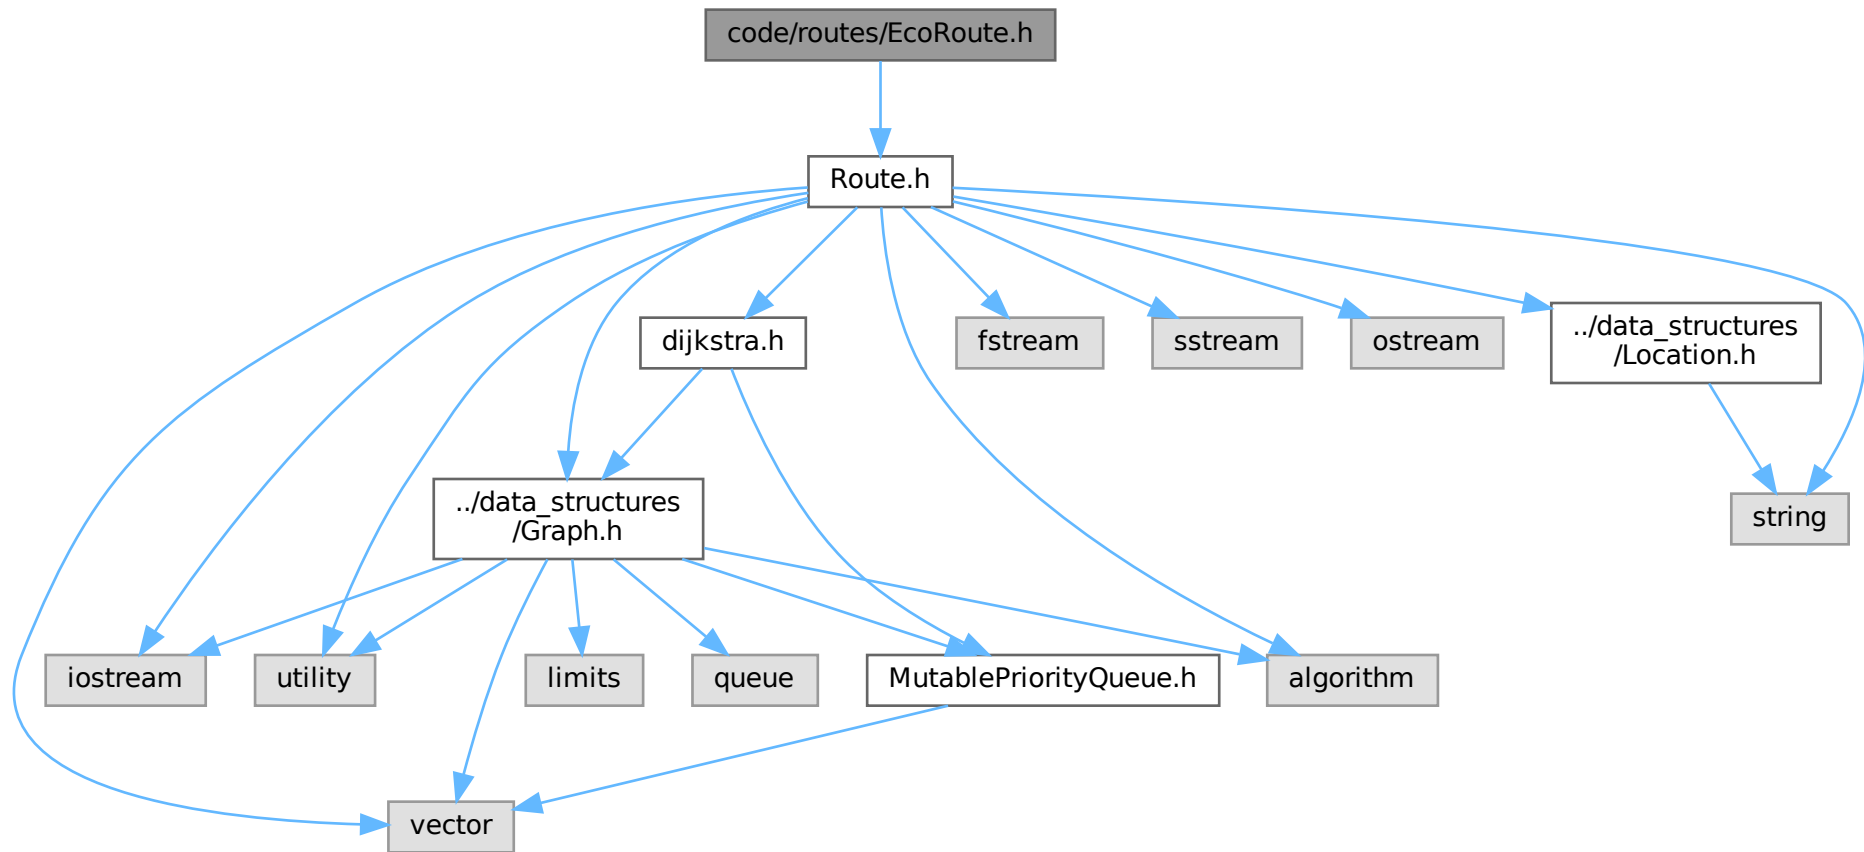 code/routes/EcoRoute.h
Route.h
dijkstra.h
fstream
sstream
ostream
../data_structures
/Location.h
../data_structures
/Graph.h
string
iostream
utility
limits
queue
MutablePriorityQueue.h
algorithm
vector